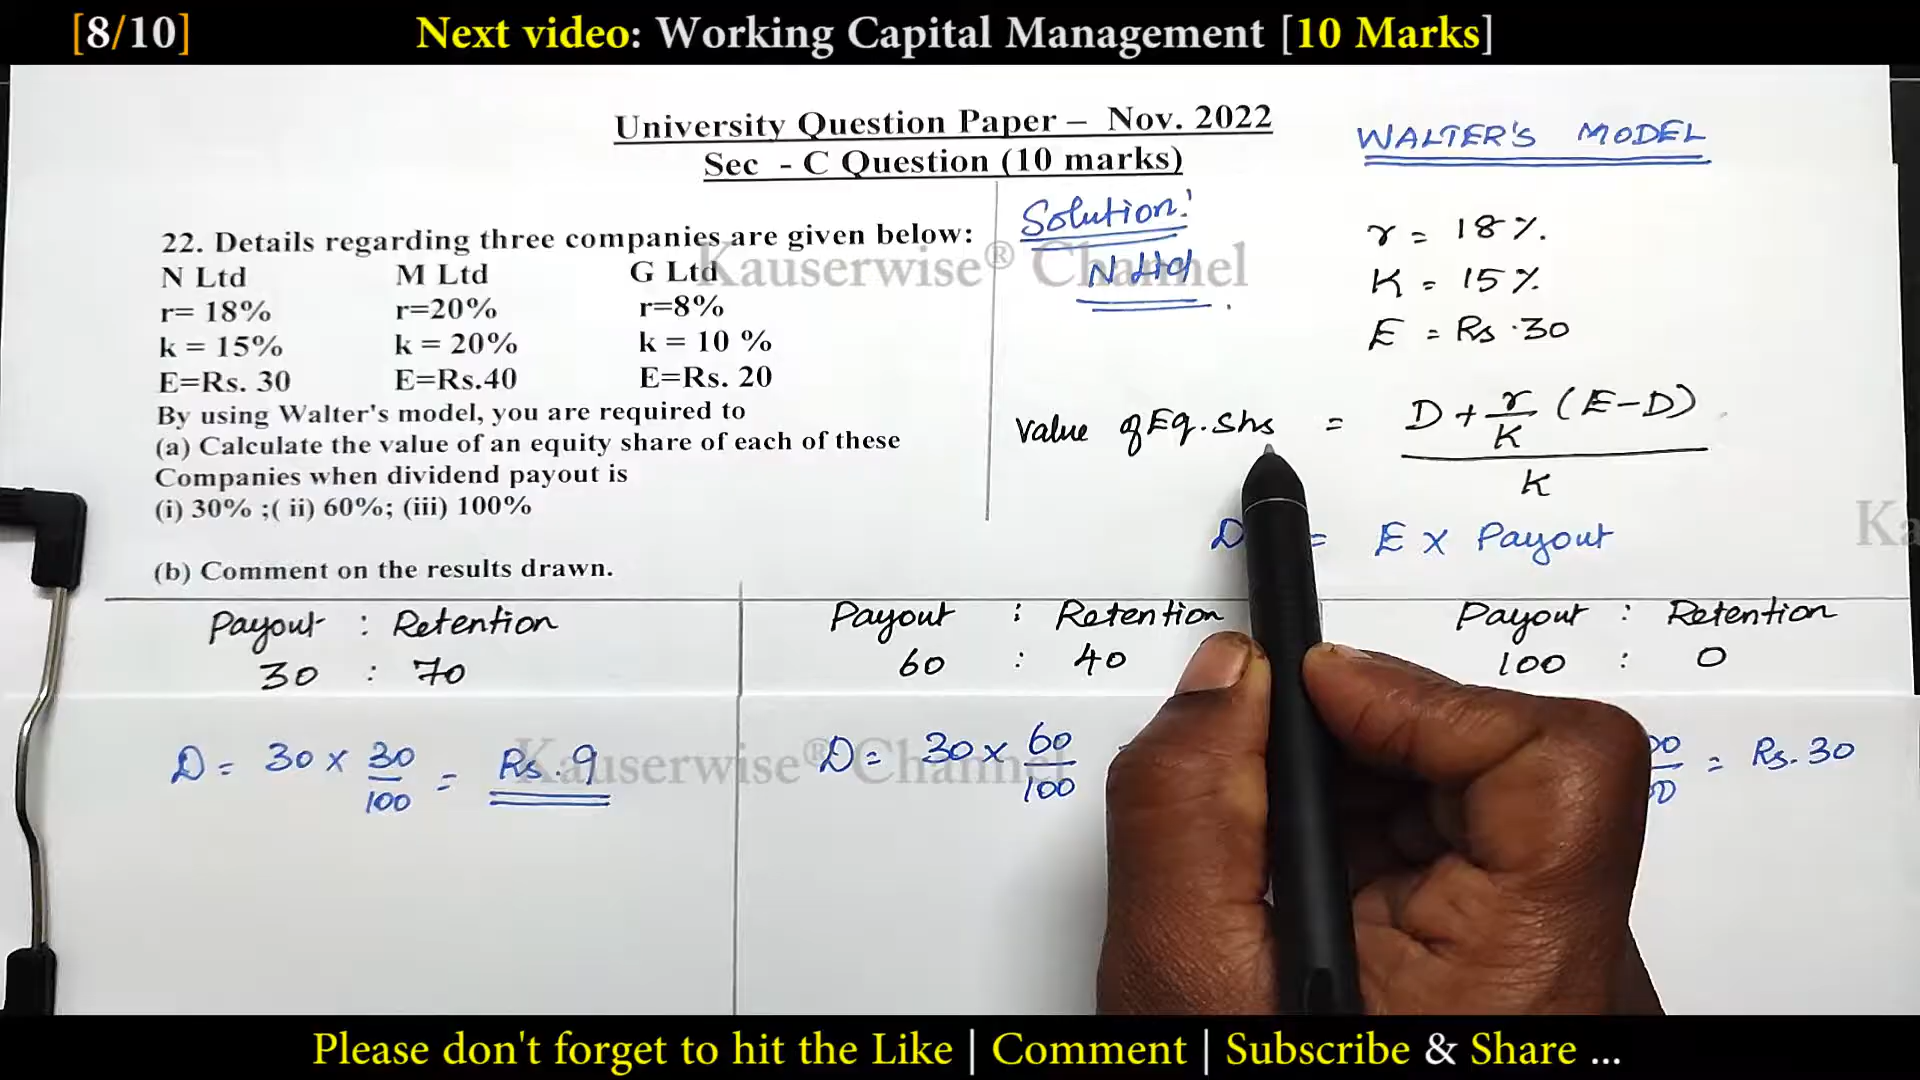 [8/10] Next video: Working Capital Management [10 Marks]
University Question Paper – Nov. 2022
Sec - C Question (10 marks)
WALTER'S MODEL
22. Details regarding three companies are given below:
N Ltd M Ltd G Ltd
r= 18% r=20% r=8%
k = 15% k = 20% k = 10 %
E=Rs. 30 E=Rs.40 E=Rs. 20
By using Walter's model, you are required to
(a) Calculate the value of an equity share of each of these
Companies when dividend payout is
(i) 30% ;( ii) 60%; (iii) 100%
(b) Comment on the results drawn.
Solution:
N Ltd
r = 18%.
K = 15%
E = Rs.30
Value of Eq. Shs = D + r/K (E-D)
K
D = E x Payout
Kauserwise® Channel
Payout : Retention
30 : 70
D = 30 x 30/100 = Rs.9
Payout : Retention
60 : 40
D = 30 x 60/100
Payout : Retention
100 : 0
= Rs. 30
Kauserwise® Channel
Ka
Please don't forget to hit the Like | Comment | Subscribe & Share ...